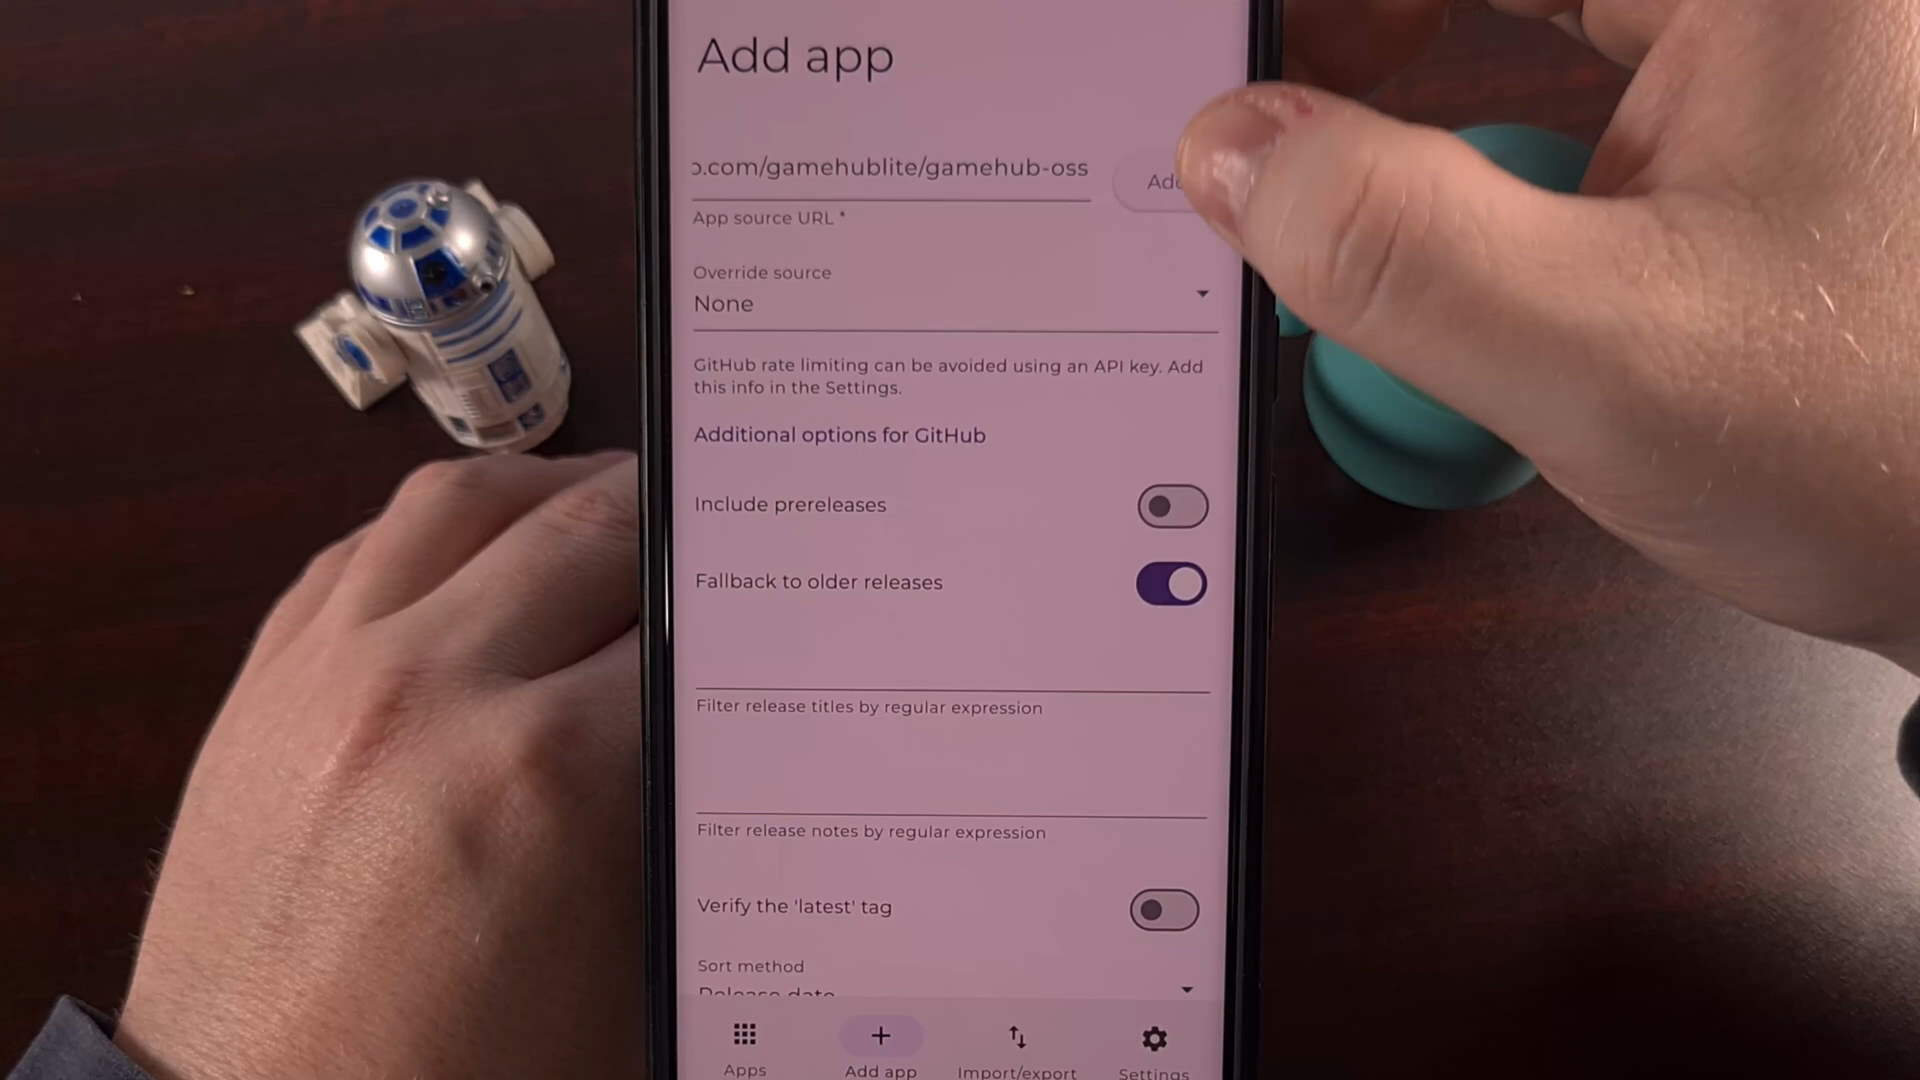 Add app
.com/gamehublite/gamehub-oss
Add
App source URL *
Override source
None
GitHub rate limiting can be avoided using an API key. Add
this info in the Settings.
Additional options for GitHub
Include prereleases
Fallback to older releases
Filter release titles by regular expression
Filter release notes by regular expression
Verify the 'latest' tag
Sort method
Release date
Apps
Add app
Import/export
Settings